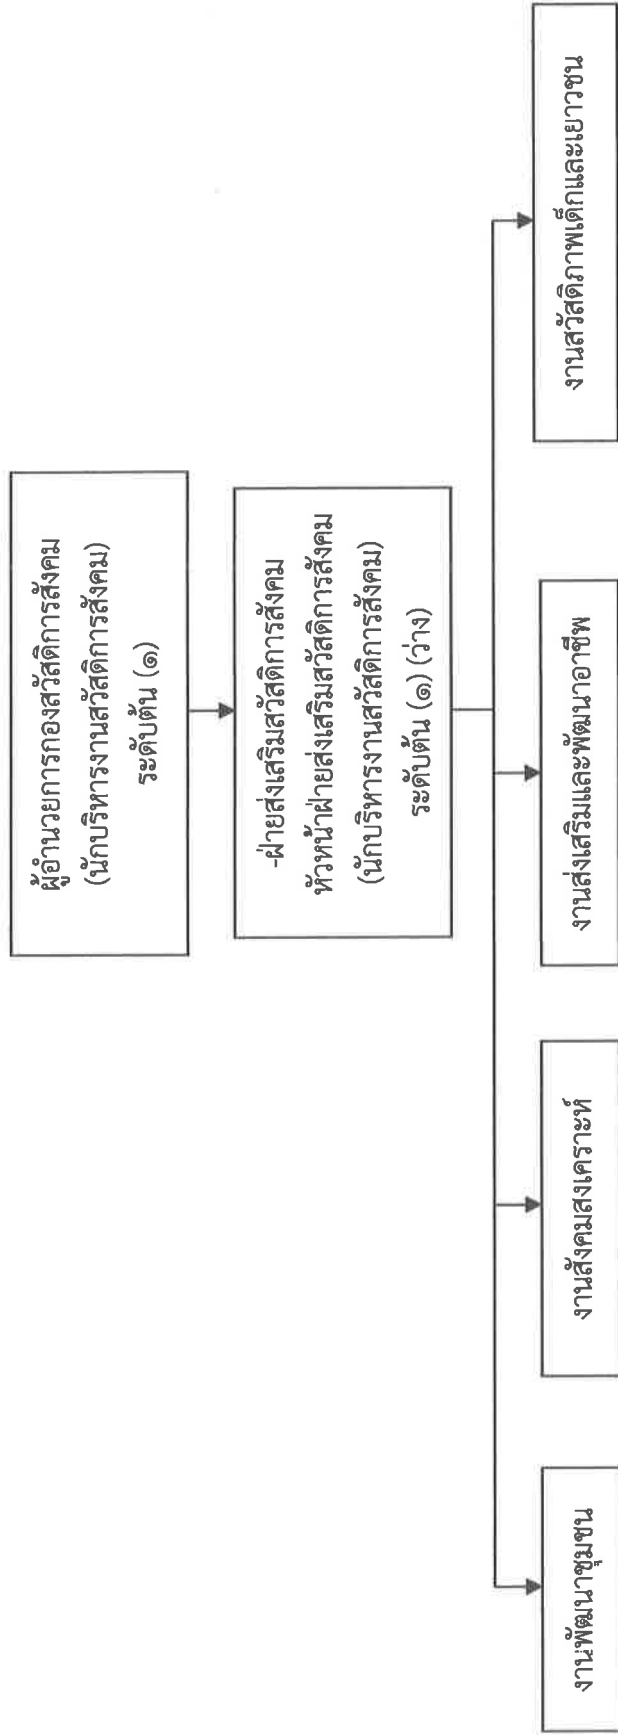 ผู้อำนวยการกองสวัสดิการสังคม
(นักบริหารงานสวัสดิการสังคม)
ระดับต้น (๑)
-ฝ่ายส่งเสริมสวัสดิการสังคม
หัวหน้าฝ่ายส่งเสริมสวัสดิการสังคม
(นักบริหารงานสวัสดิการสังคม)
ระดับต้น (๑) (ว่าง)
งานพัฒนาชุมชน
งานสังคมสงเคราะห์
งานส่งเสริมและพัฒนาอาชีพ
งานสวัสดิภาพเด็กและเยาวชน